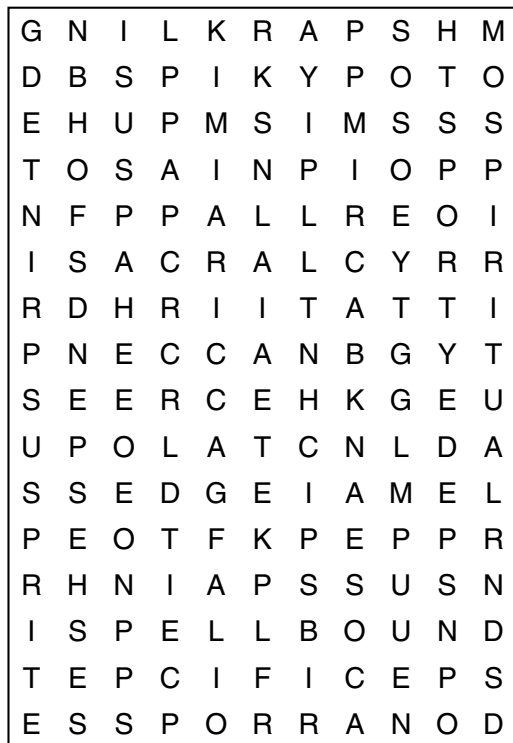 G N I L K R A P S H M
D B S P I K Y P O T O
E H U P M S I M S S S
T O S A I N P I O P P
N F P P A L L R E O I
I S A C R A L C Y R R
R D H R I I T A T T I
P N E C C A N B G Y T
S E E R C E H K G E U
U P O L A T C N L D A
S S E D G E I A M E L
P E O T F K P E P P R
R H N I A P S S U S N
I S P E L L B O U N D
T E P C I F I C E P S
E S S P O R R A N O D